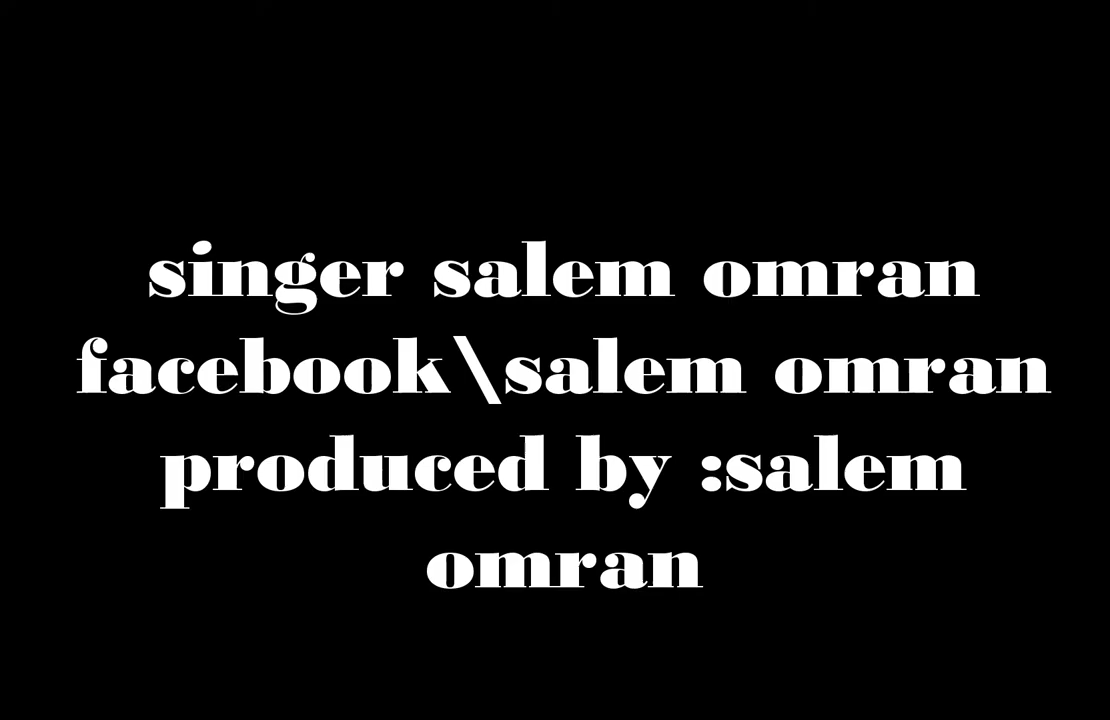 singer salem omran
facebook\salem omran
produced by :salem
omran